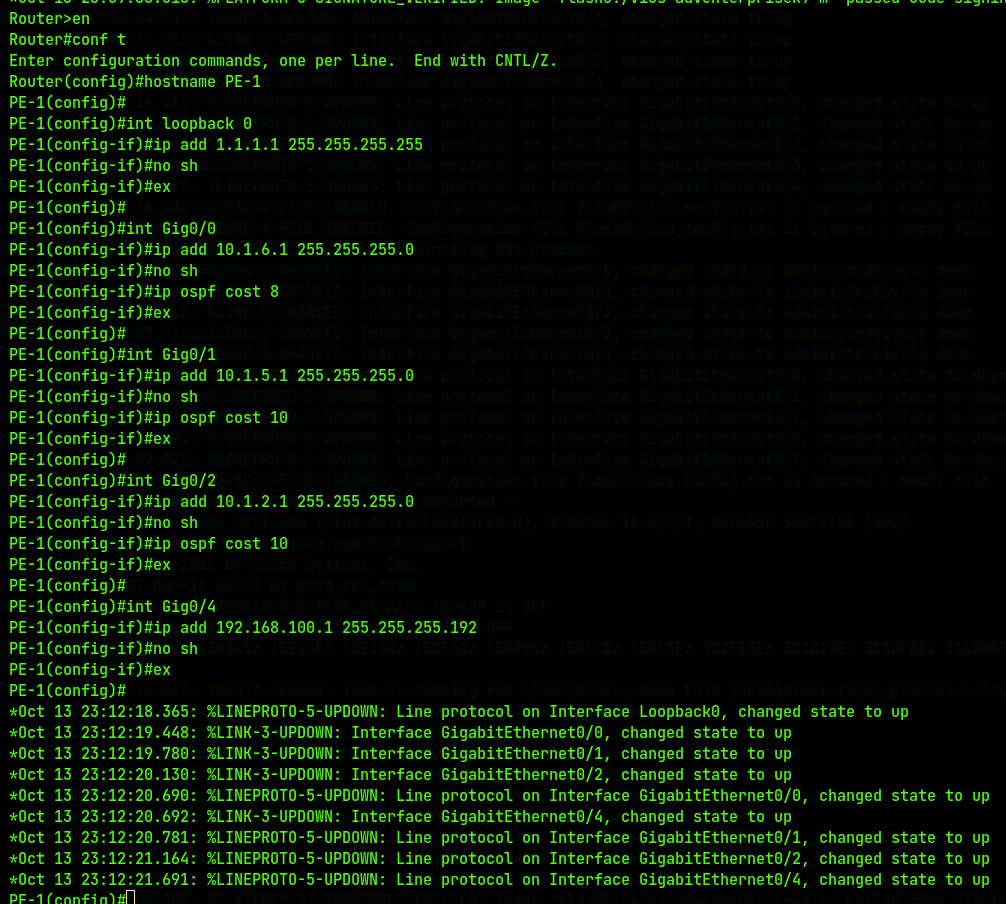 Router>en
Router#conf t
Enter configuration commands, one per line.  End with CNTL/Z.
Router(config)#hostname PE-1
PE-1(config)#
PE-1(config)#int loopback 0
PE-1(config-if)#ip add 1.1.1.1 255.255.255.255
PE-1(config-if)#no sh
PE-1(config-if)#ex
PE-1(config)#
PE-1(config)#int Gig0/0
PE-1(config-if)#ip add 10.1.6.1 255.255.255.0
PE-1(config-if)#no sh
PE-1(config-if)#ip ospf cost 8
PE-1(config-if)#ex
PE-1(config)#
PE-1(config)#int Gig0/1
PE-1(config-if)#ip add 10.1.5.1 255.255.255.0
PE-1(config-if)#no sh
PE-1(config-if)#ip ospf cost 10
PE-1(config-if)#ex
PE-1(config)#
PE-1(config)#int Gig0/2
PE-1(config-if)#ip add 10.1.2.1 255.255.255.0
PE-1(config-if)#no sh
PE-1(config-if)#ip ospf cost 10
PE-1(config-if)#ex
PE-1(config)#
PE-1(config)#int Gig0/4
PE-1(config-if)#ip add 192.168.100.1 255.255.255.192
PE-1(config-if)#no sh
PE-1(config-if)#ex
PE-1(config)#
*Oct 13 23:12:18.365: %LINEPROTO-5-UPDOWN: Line protocol on Interface Loopback0, changed state to up
*Oct 13 23:12:19.448: %LINK-3-UPDOWN: Interface GigabitEthernet0/0, changed state to up
*Oct 13 23:12:19.780: %LINK-3-UPDOWN: Interface GigabitEthernet0/1, changed state to up
*Oct 13 23:12:20.130: %LINK-3-UPDOWN: Interface GigabitEthernet0/2, changed state to up
*Oct 13 23:12:20.690: %LINEPROTO-5-UPDOWN: Line protocol on Interface GigabitEthernet0/0, changed state to up
*Oct 13 23:12:20.692: %LINK-3-UPDOWN: Interface GigabitEthernet0/4, changed state to up
*Oct 13 23:12:20.781: %LINEPROTO-5-UPDOWN: Line protocol on Interface GigabitEthernet0/1, changed state to up
*Oct 13 23:12:21.164: %LINEPROTO-5-UPDOWN: Line protocol on Interface GigabitEthernet0/2, changed state to up
*Oct 13 23:12:21.691: %LINEPROTO-5-UPDOWN: Line protocol on Interface GigabitEthernet0/4, changed state to up
PE-1(config)#